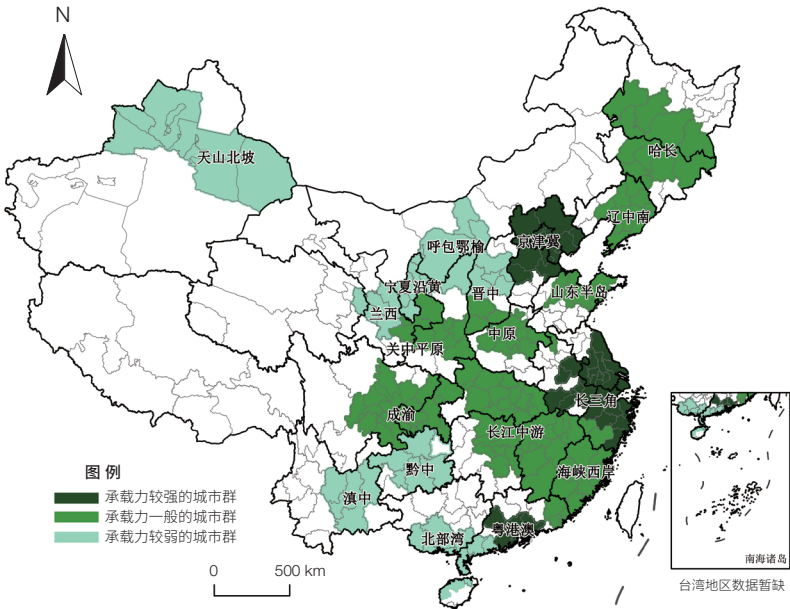 N
天山北坡
哈长
辽中南
京津冀
呼包鄂榆
宁夏沿黄
晋中
山东半岛
兰西
中原
关中平原
长三角
成渝
长江中游
黔中
海峡西岸
滇中
粤港澳
北部湾
图 例
承载力较强的城市群
承载力一般的城市群
承载力较弱的城市群
0 500 km
南海诸岛
台湾地区数据暂缺